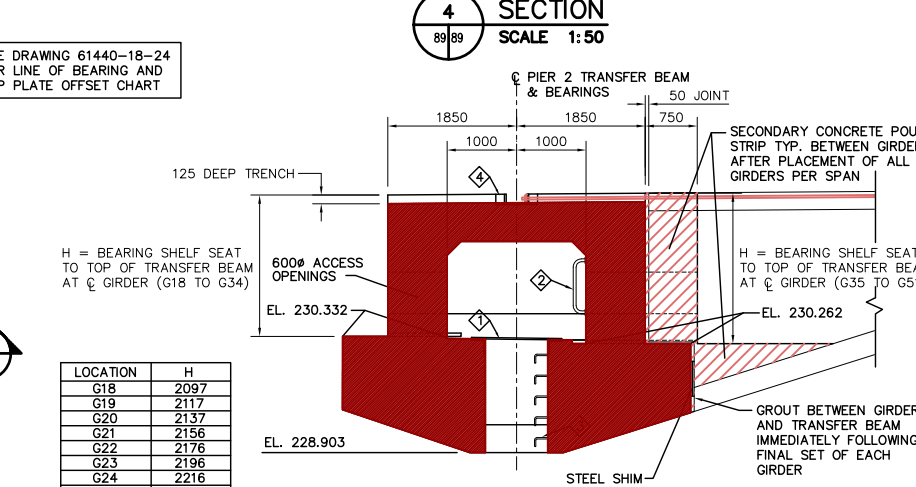 4
SECTION
89 89
SCALE 1:50
DRAWING 61440-18-24
LINE OF BEARING AND
PLATE OFFSET CHART
℄ PIER 2 TRANSFER BEAM
& BEARINGS
50 JOINT
1850
1850
750
1000
1000
SECONDARY CONCRETE
STRIP TYP. BETWEEN
AFTER PLACEMENT OF ALL
GIRDERS PER SPAN
125 DEEP TRENCH
4
H = BEARING SHELF SEAT
TO TOP OF TRANSFER BEAM
AT ℄ GIRDER (G18 TO G34)
600ø ACCESS
OPENINGS
2
H = BEARING SHELF SEAT
TO TOP OF TRANSFER
AT ℄ GIRDER (G35 TO
EL. 230.332
1
EL. 230.262
LOCATION H
G18 2097
G19 2117
G20 2137
G21 2156
G22 2176
G23 2196
G24 2216
3
EL. 228.903
GROUT BETWEEN GIRDER
AND TRANSFER BEAM
IMMEDIATELY FOLLOWING
FINAL SET OF EACH
GIRDER
STEEL SHIM